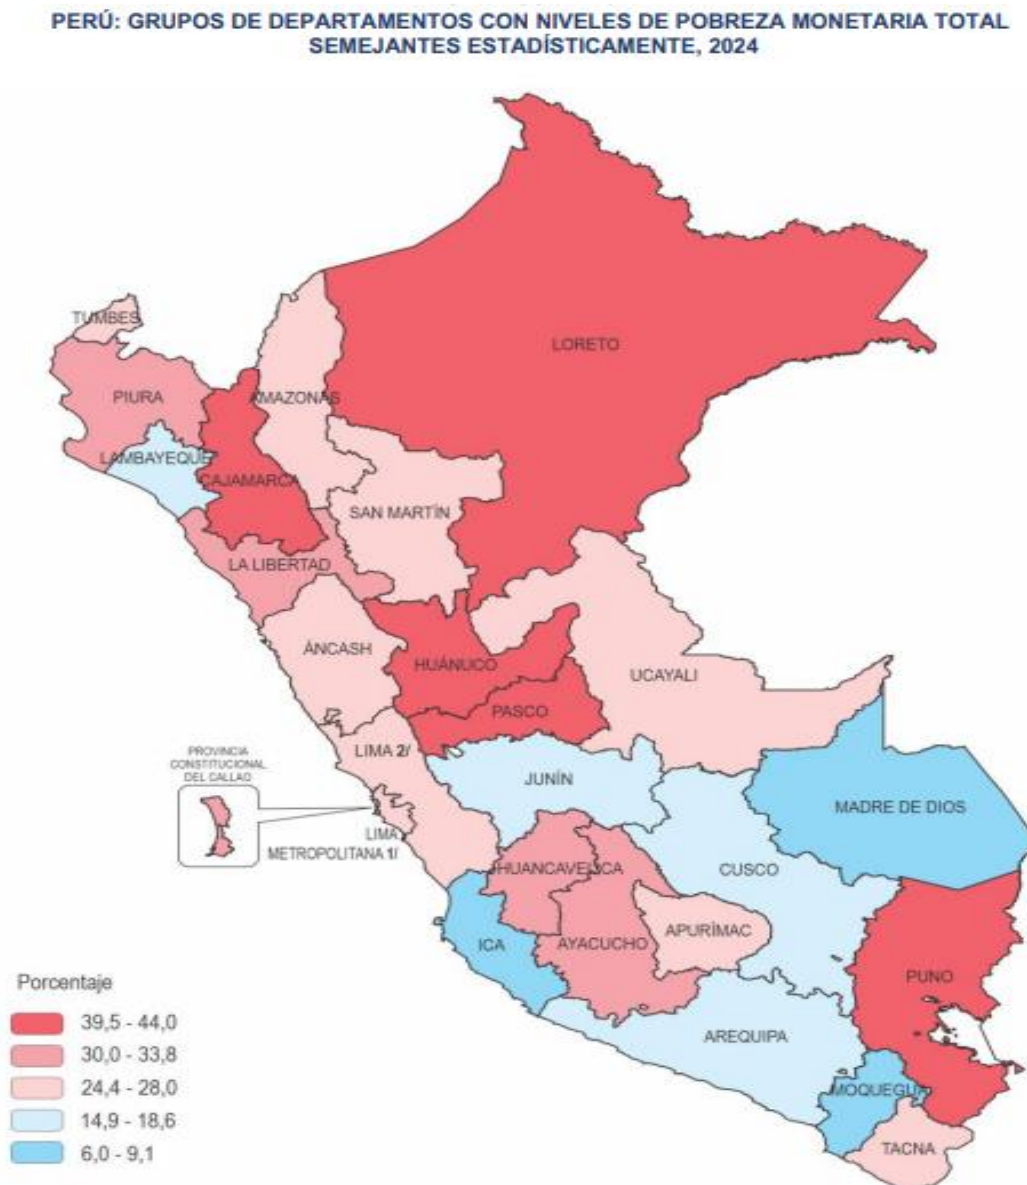 PERÚ: GRUPOS DE DEPARTAMENTOS CON NIVELES DE POBREZA MONETARIA TOTAL
SEMEJANTES ESTADÍSTICAMENTE, 2024
TUMBES
LORETO
PIURA
AMAZONAS
LAMBAYEQUE
CAJAMARCA
SAN MARTÍN
LA LIBERTAD
ÁNCASH
HUÁNUCO
UCAYALI
PASCO
LIMA 2/
PROVINCIA
CONSTITUCIONAL
DEL CALLAO
JUNÍN
MADRE DE DIOS
LIMA
METROPOLITANA 1/
HUANCAVELICA
CUSCO
ICA
AYACUCHO
APURÍMAC
PUNO
AREQUIPA
MOQUEGUA
TACNA
Porcentaje
39,5 - 44,0
30,0 - 33,8
24,4 - 28,0
14,9 - 18,6
6,0 - 9,1